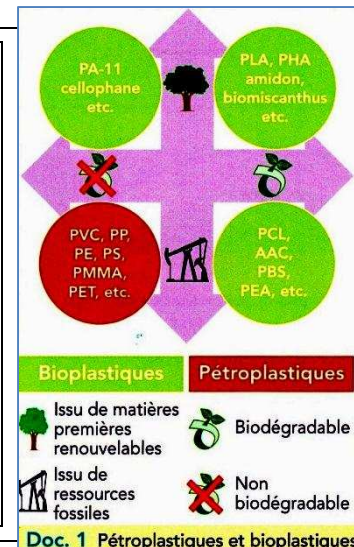 PA-11
cellophane
etc.
PLA, PHA
amidon,
biomiscanthus
etc.
PVC, PP,
PE, PS,
PMMA,
PET, etc.
PCL,
AAC,
PBS,
PEA, etc.
Bioplastiques
Pétroplastiques
Issu de matières
premières
renouvelables
Biodégradable
Issu de
ressources
fossiles
Non
biodégradable
Doc. 1 Pétroplastiques et bioplastiques